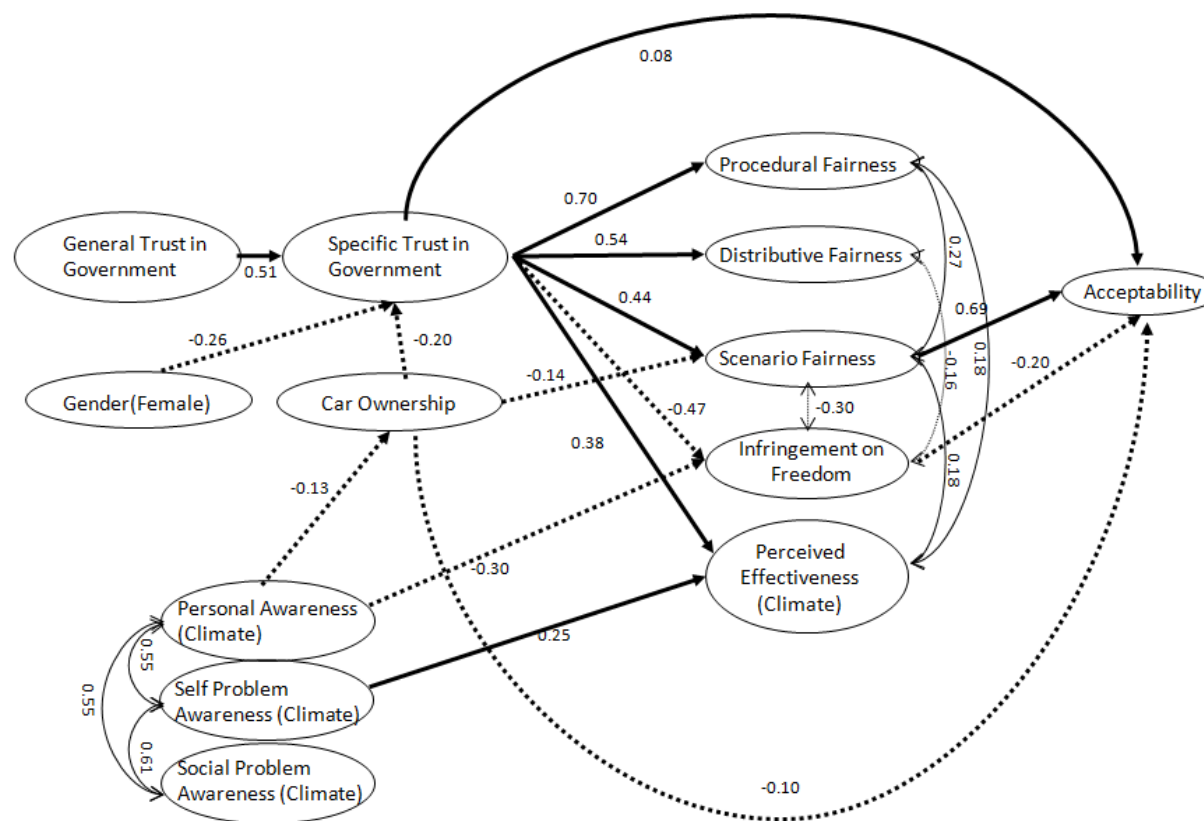 0.08
Procedural Fairness
0.70
General Trust in
Government
0.51
Specific Trust in
Government
0.54
Distributive Fairness
0.27
0.44
Acceptability
0.69
-0.26
-0.20
Scenario Fairness
0.18
-0.16
-0.20
-0.14
Gender(Female)
Car Ownership
-0.47
-0.30
0.38
Infringement on
Freedom
0.18
-0.13
-0.30
Perceived
Effectiveness
(Climate)
Personal Awareness
(Climate)
0.25
0.55
0.55
Self Problem
Awareness (Climate)
0.61
Social Problem
Awareness (Climate)
-0.10